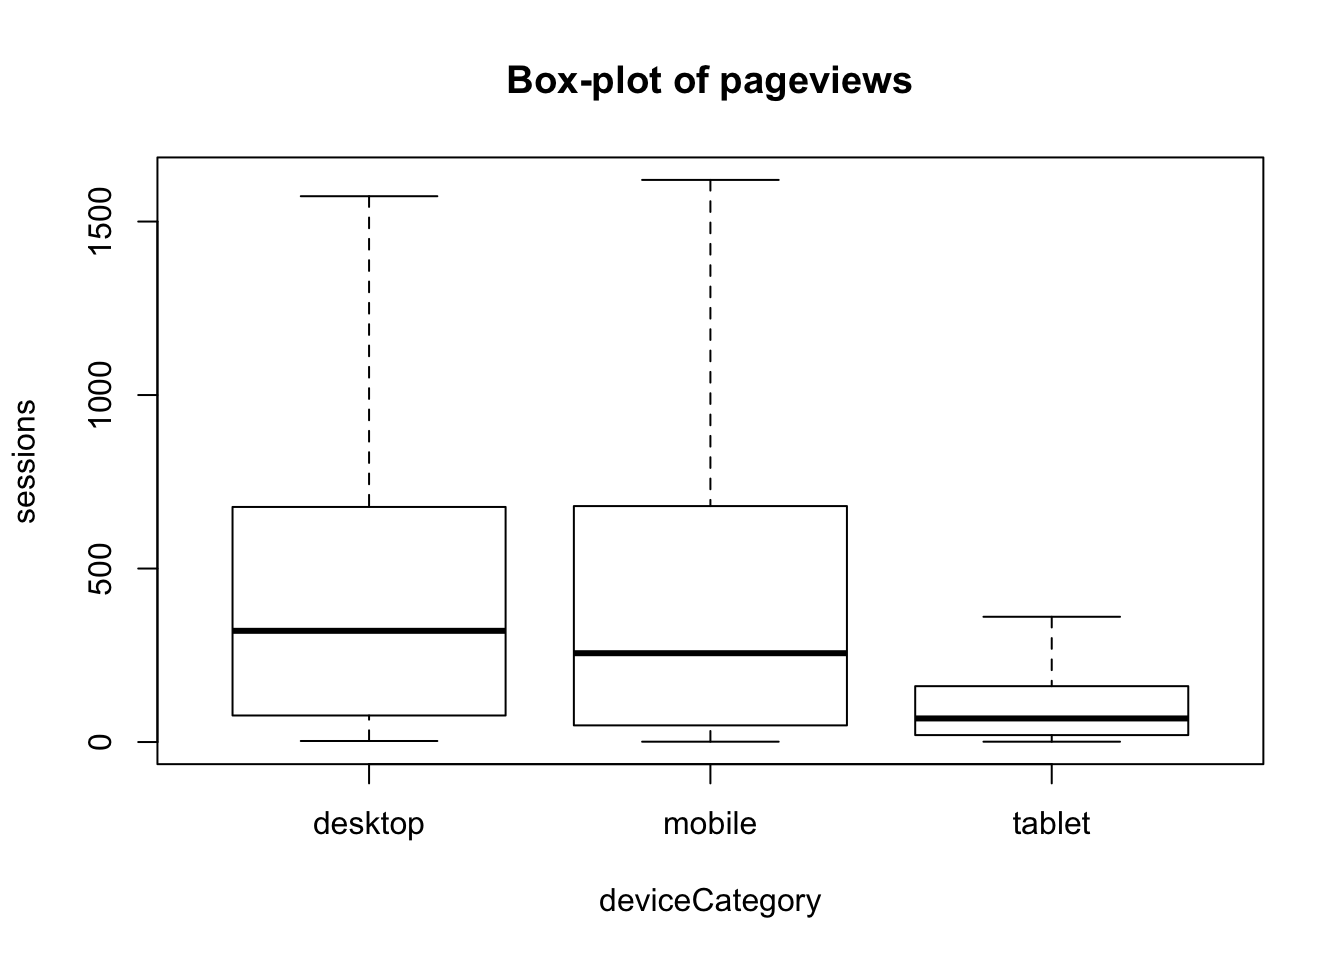 Box-plot of pageviews
sessions
1500
1000
500
0
desktop mobile tablet
deviceCategory